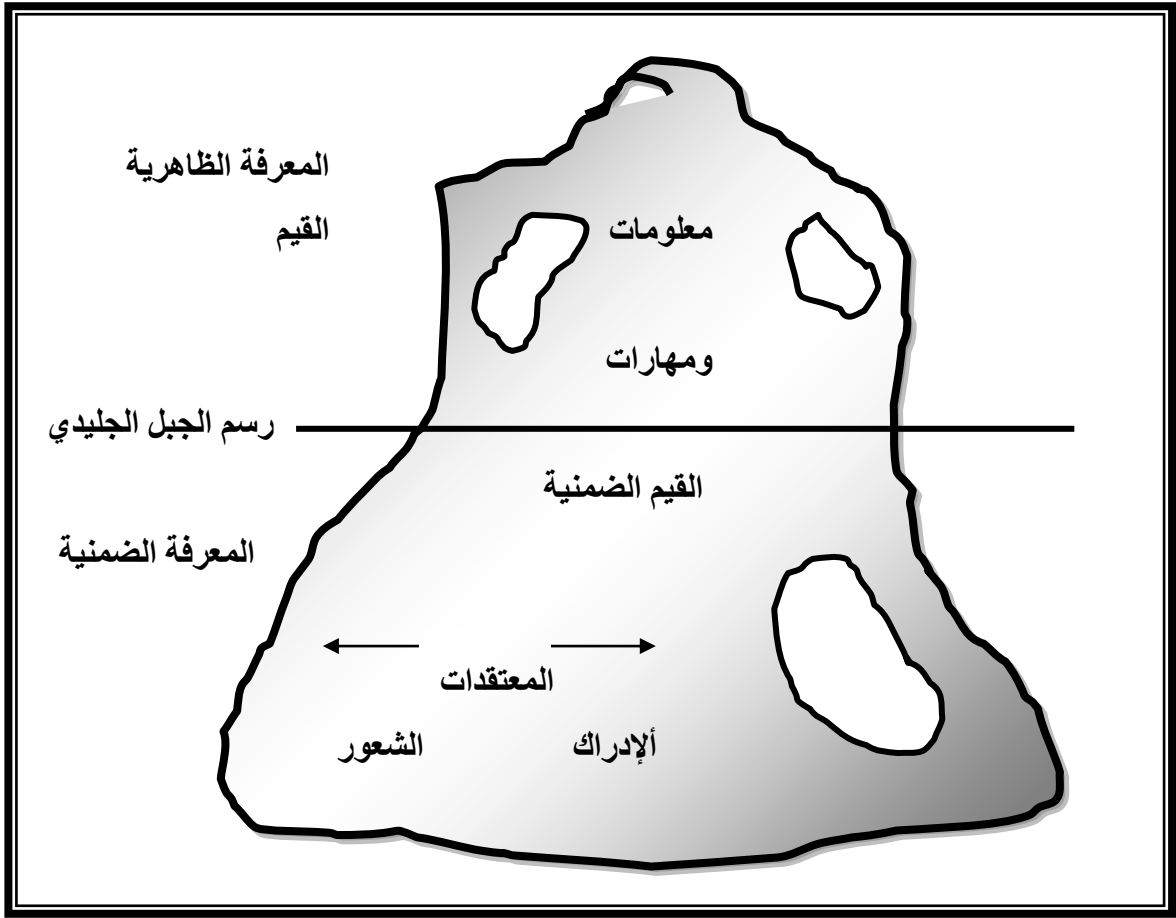 المعرفة الظاهرية
القيم
معلومات
ومهارات
رسم الجبل الجليدي
القيم الضمنية
المعرفة الضمنية
المعتقدات
ألإدراك
الشعور